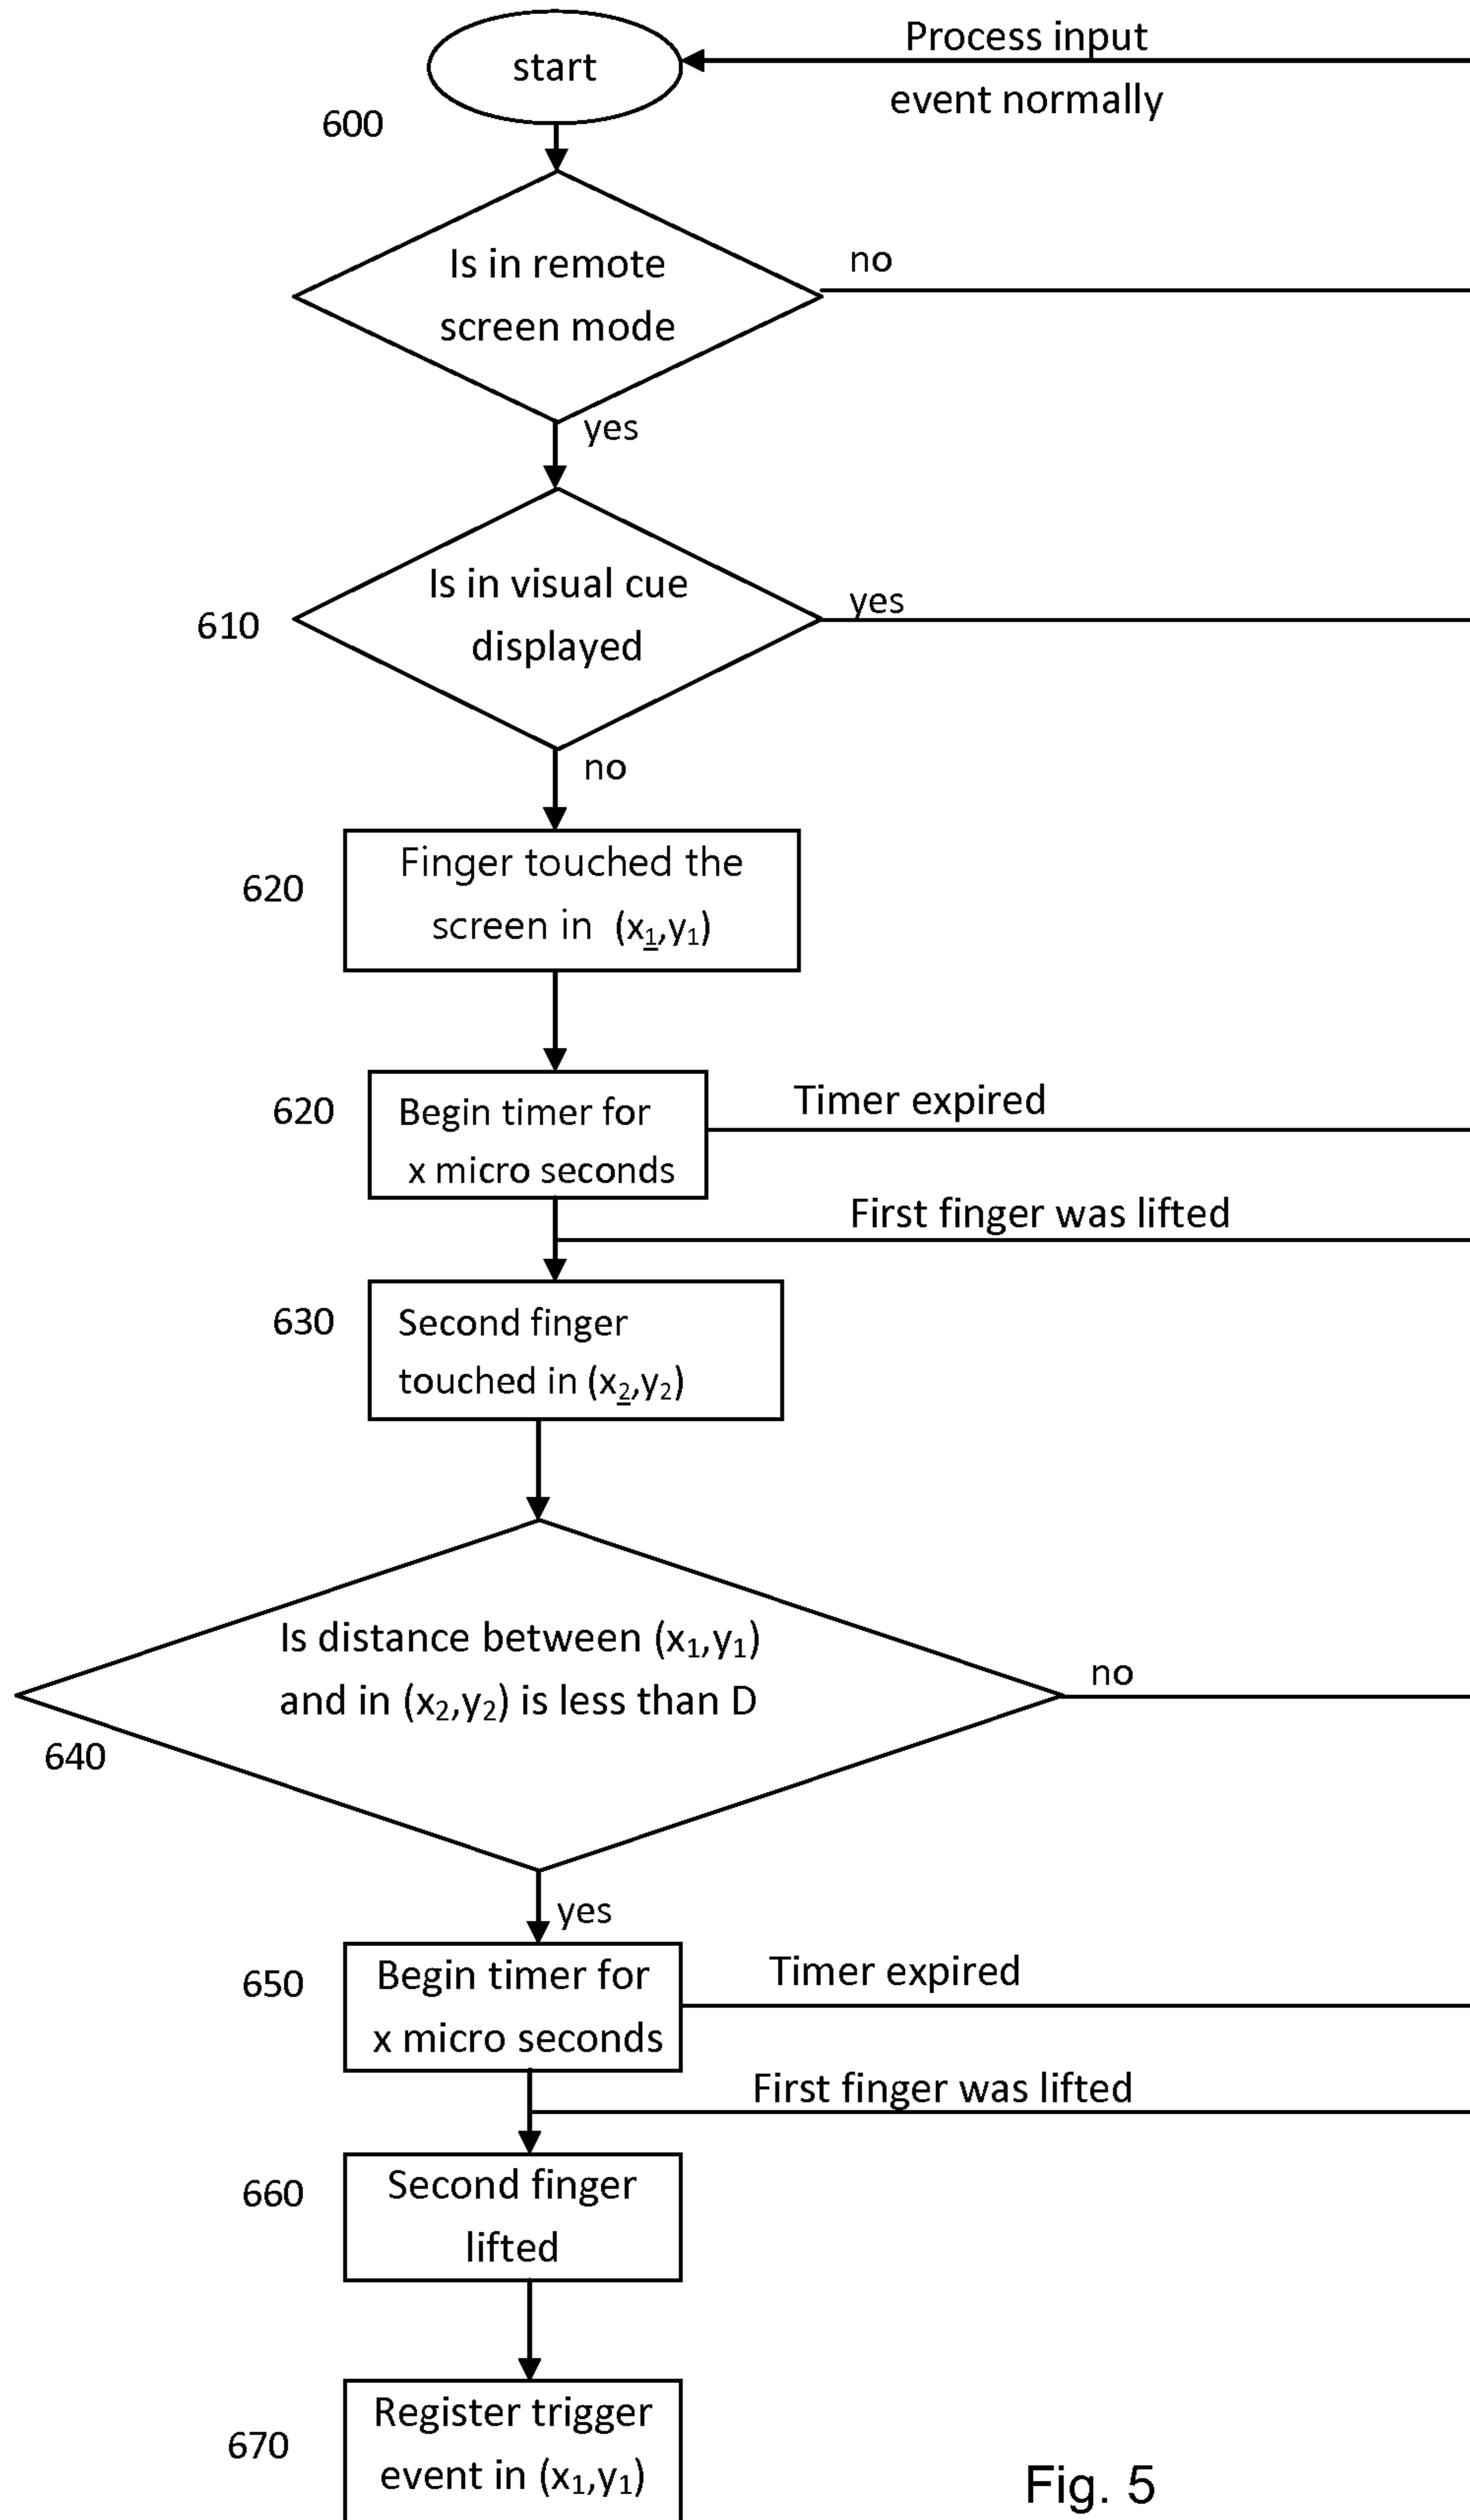 start
Process input
event normally
600
Is in remote
screen mode
no
yes
Is in visual cue
displayed
610
yes
no
620
Finger touched the
screen in (x₁,y₁)
620
Begin timer for
x micro seconds
Timer expired
First finger was lifted
630
Second finger
touched in (x₂,y₂)
Is distance between (x₁,y₁)
and in (x₂,y₂) is less than D
no
640
yes
650
Begin timer for
x micro seconds
Timer expired
First finger was lifted
660
Second finger
lifted
670
Register trigger
event in (x₁,y₁)
Fig. 5